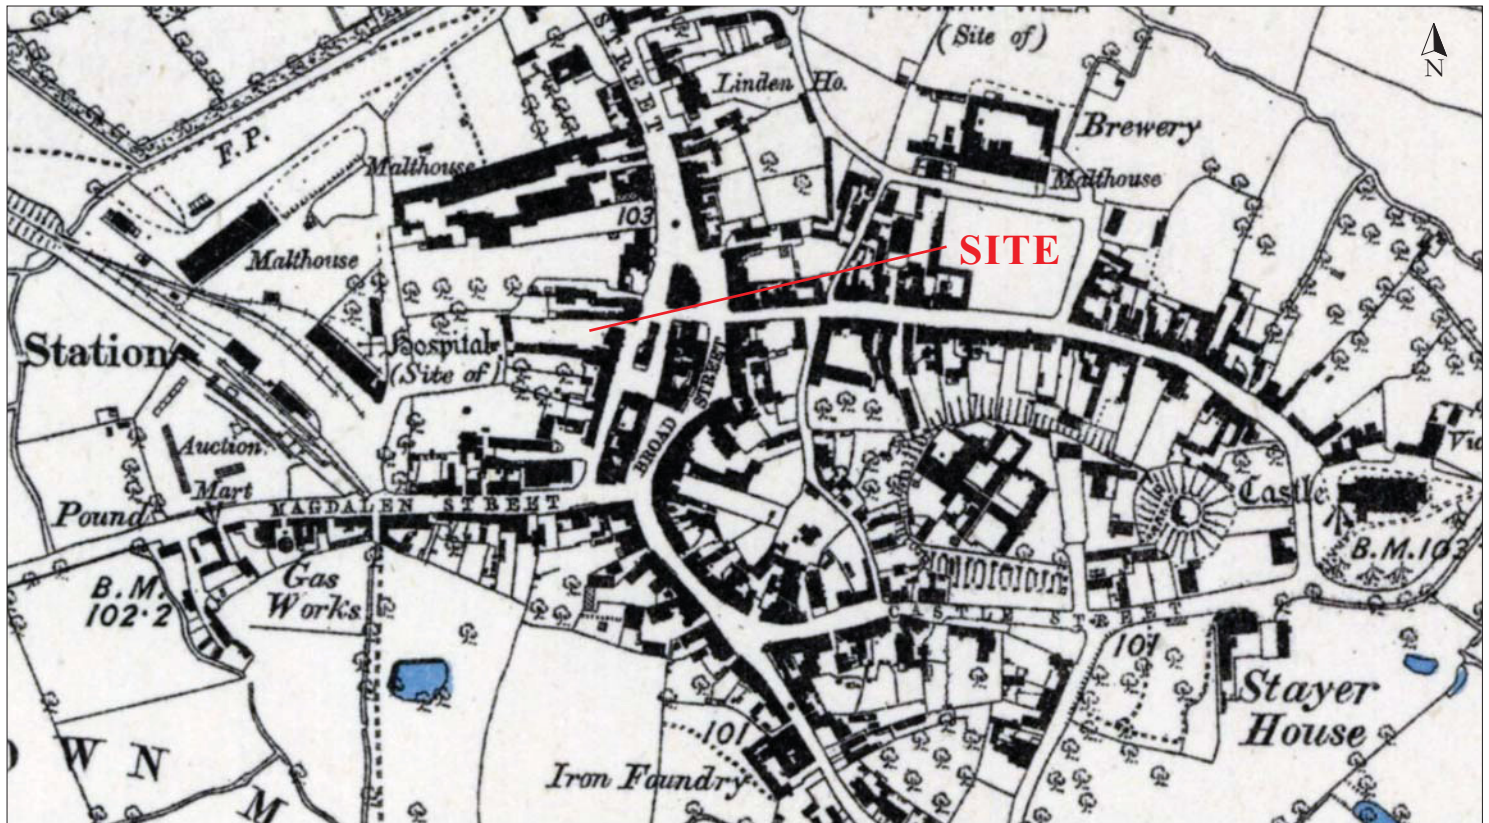 (Site of)
N
STREET
Linden Ho.
Brewery
F.P.
Malthouse
Malthouse
103
SITE
Malthouse
Station
Hospital
(Site of)
STREET
BROAD
Auction
Mart
Castle
Pound
MAGDALEN STREET
B.M. 103
B.M.
102·2
Gas
Works
CASTLE STREET
101
Stayer
House
OWN
M
101
Iron Foundry